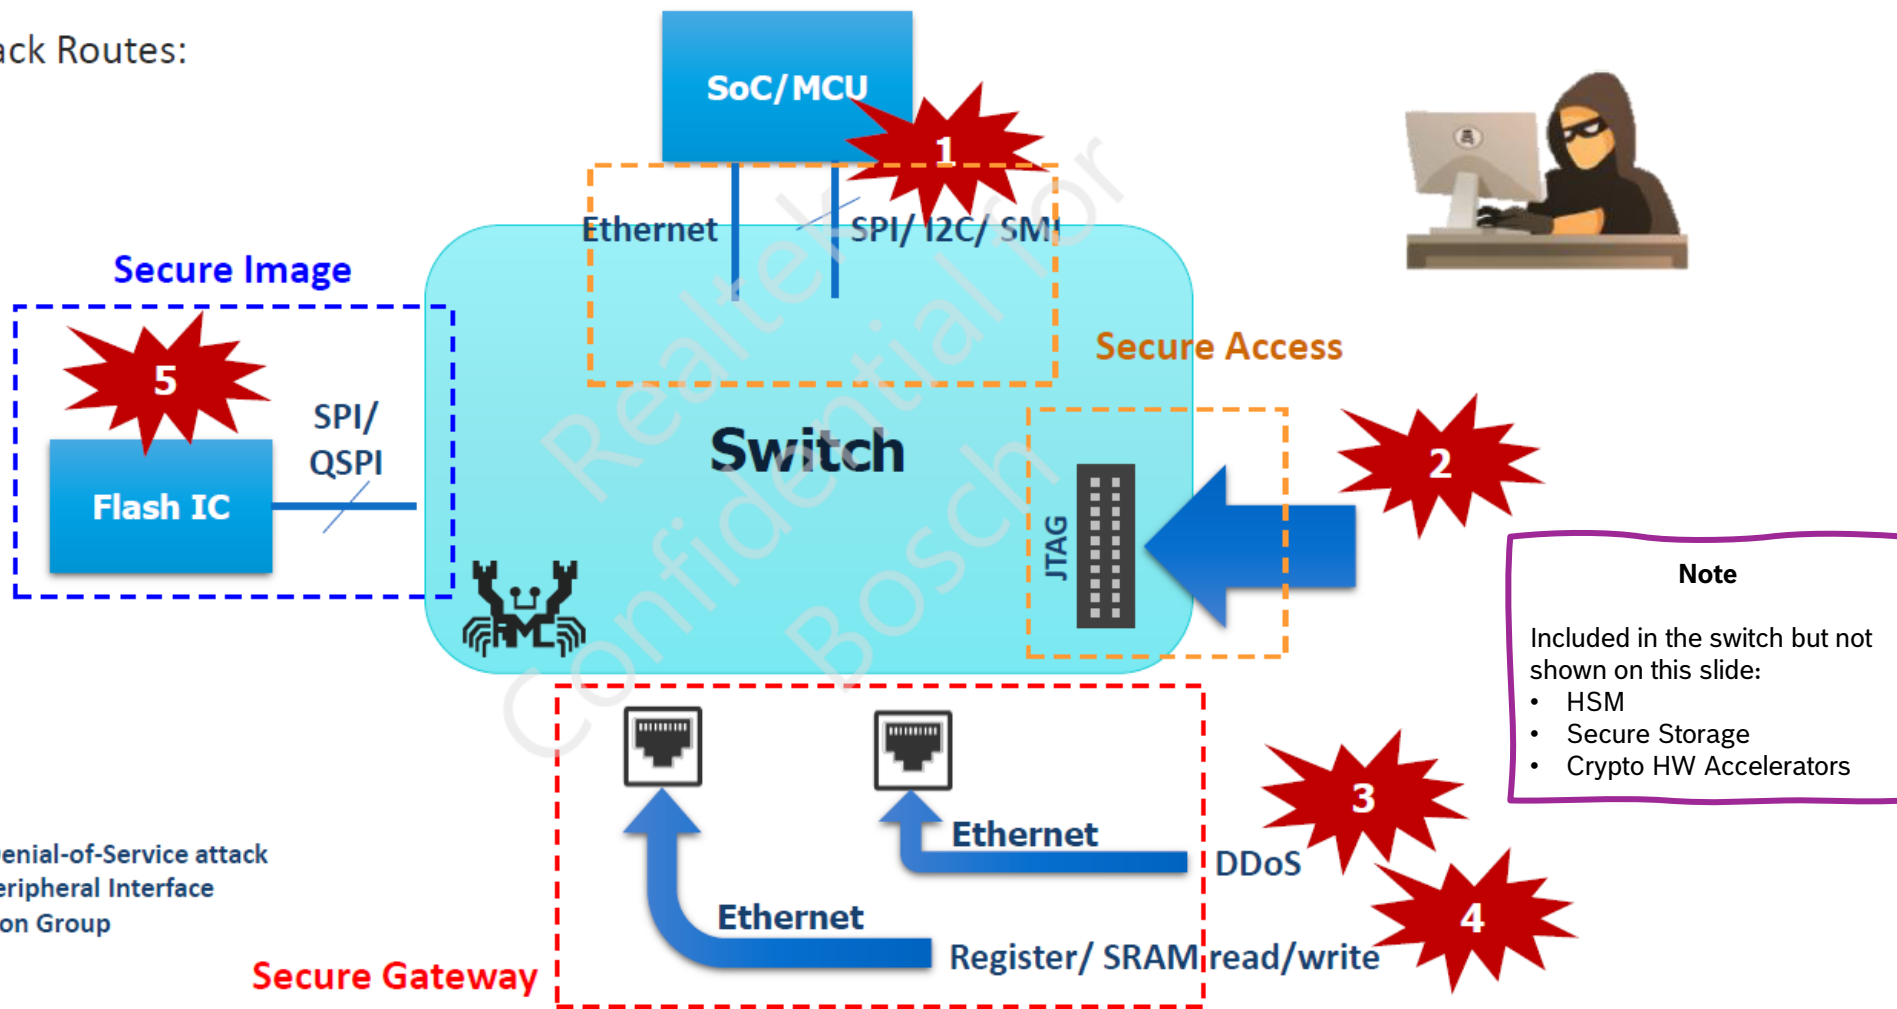 ack Routes:
SoC/MCU
1
Ethernet
SPI/ I2C/ SMI
Secure Image
5
SPI/
QSPI
Flash IC
Secure Access
Switch
2
JTAG
Realtek
Confidential for
Bosch
Note
Included in the switch but not
shown on this slide:
• HSM
• Secure Storage
• Crypto HW Accelerators
3
Ethernet
DDoS
4
Ethernet
Register/ SRAM read/write
Secure Gateway
enial-of-Service attack
eripheral Interface
on Group